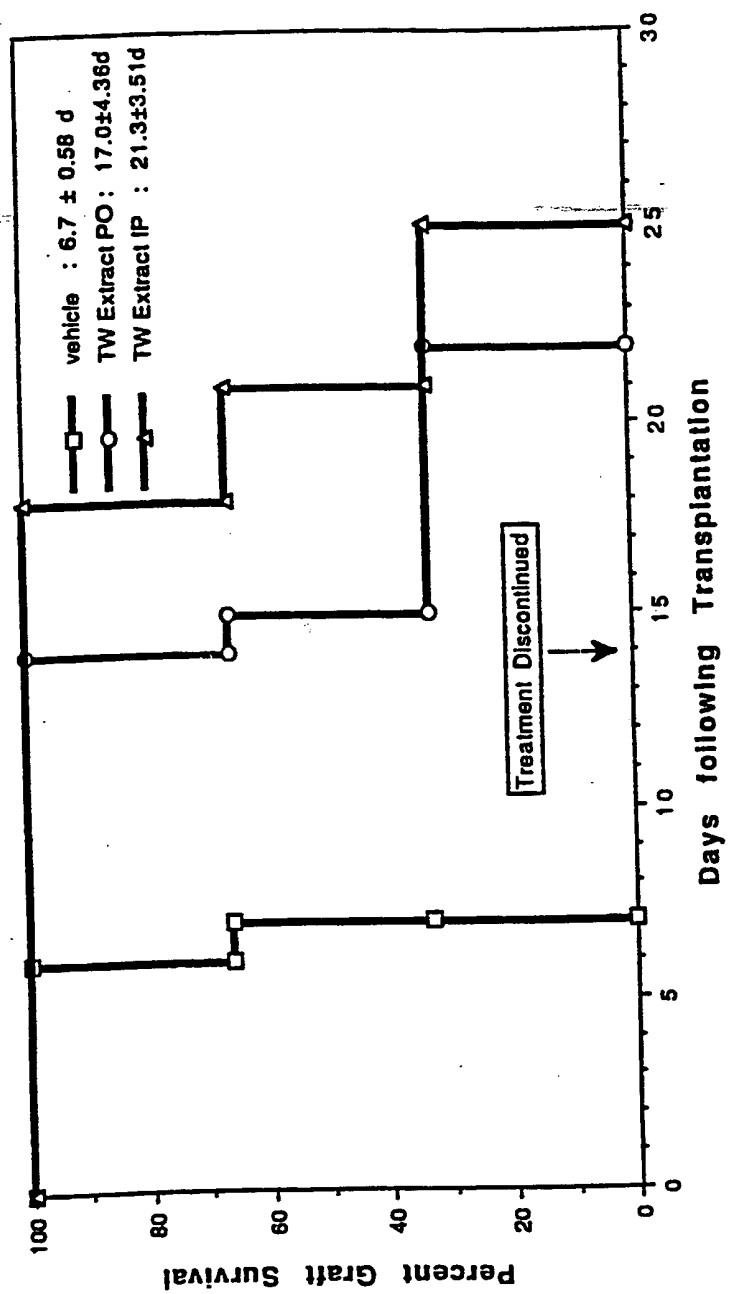 Percent Graft Survival
100
80
60
40
20
0
vehicle : 6.7 ± 0.58 d
TW Extract PO : 17.0±4.36d
TW Extract IP : 21.3±3.51d
Treatment Discontinued
0 5 10 15 20 25 30
Days following Transplantation